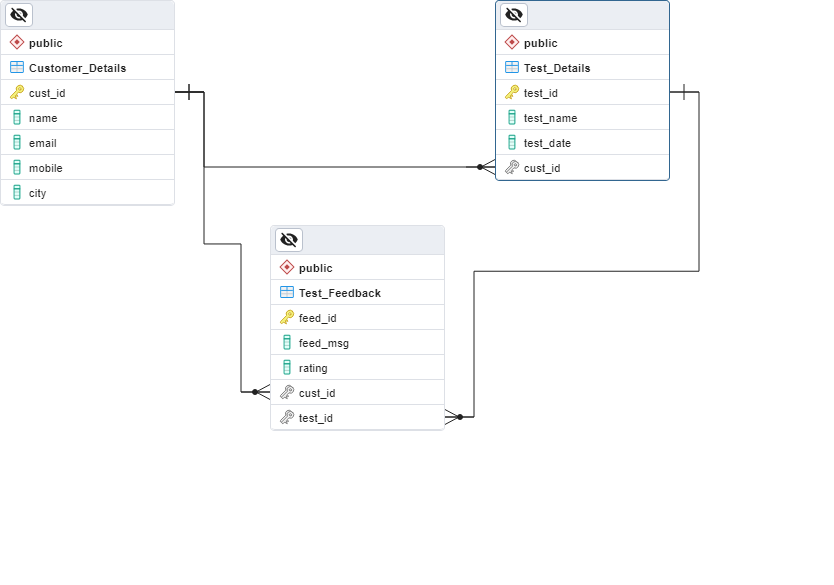 public
Customer_Details
cust_id
name
email
mobile
city
public
Test_Details
test_id
test_name
test_date
cust_id
public
Test_Feedback
feed_id
feed_msg
rating
cust_id
test_id